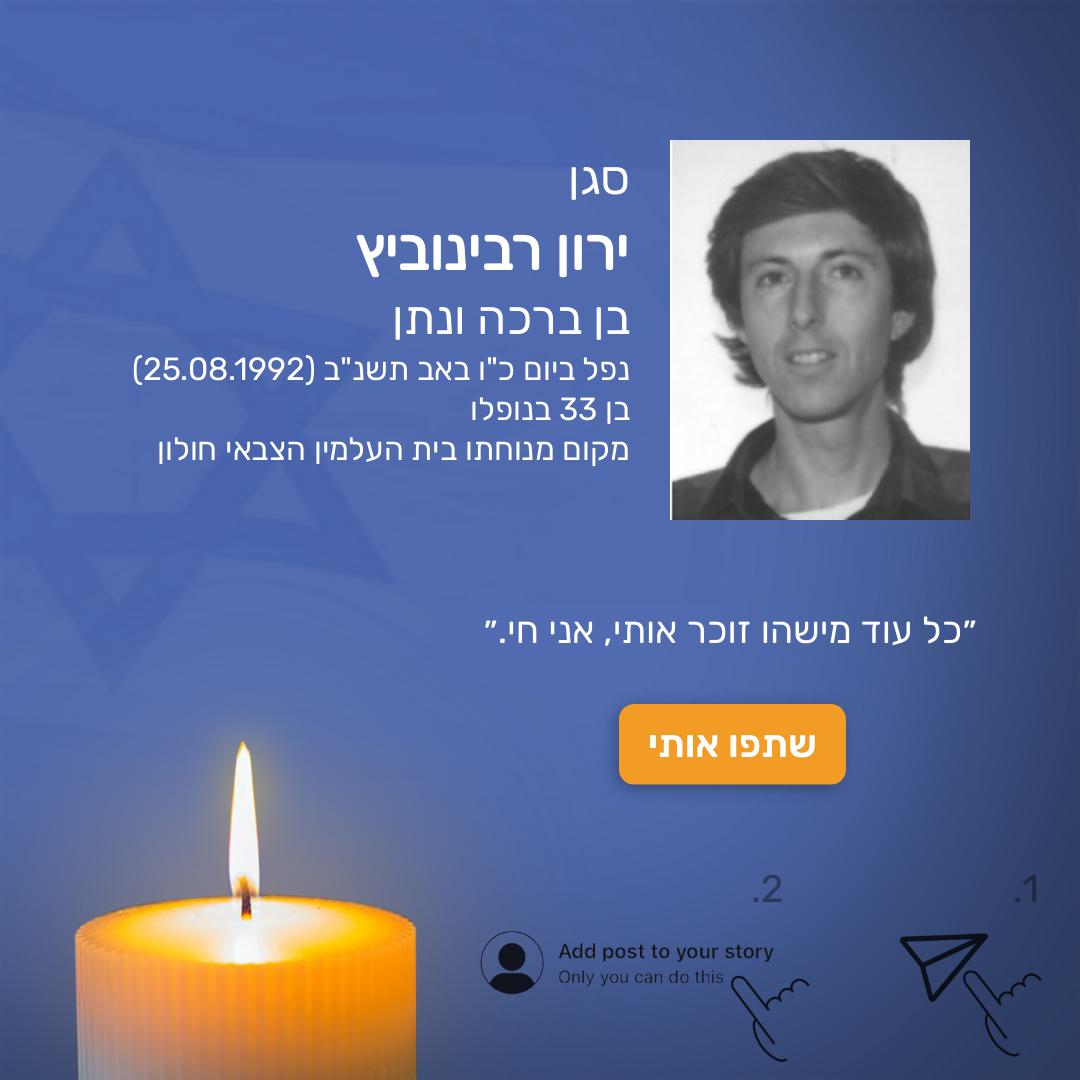 סגן
ירון רבינוביץ
בן ברכה ונתן
נפל ביום כ"ו באב תשנ"ב (25.08.1992)
בן 33 בנופלו
מקום מנוחתו בית העלמין הצבאי חולון
״כל עוד מישהו זוכר אותי, אני חי.״
שתפו אותי
1.
2.
Add post to your story
Only you can do this